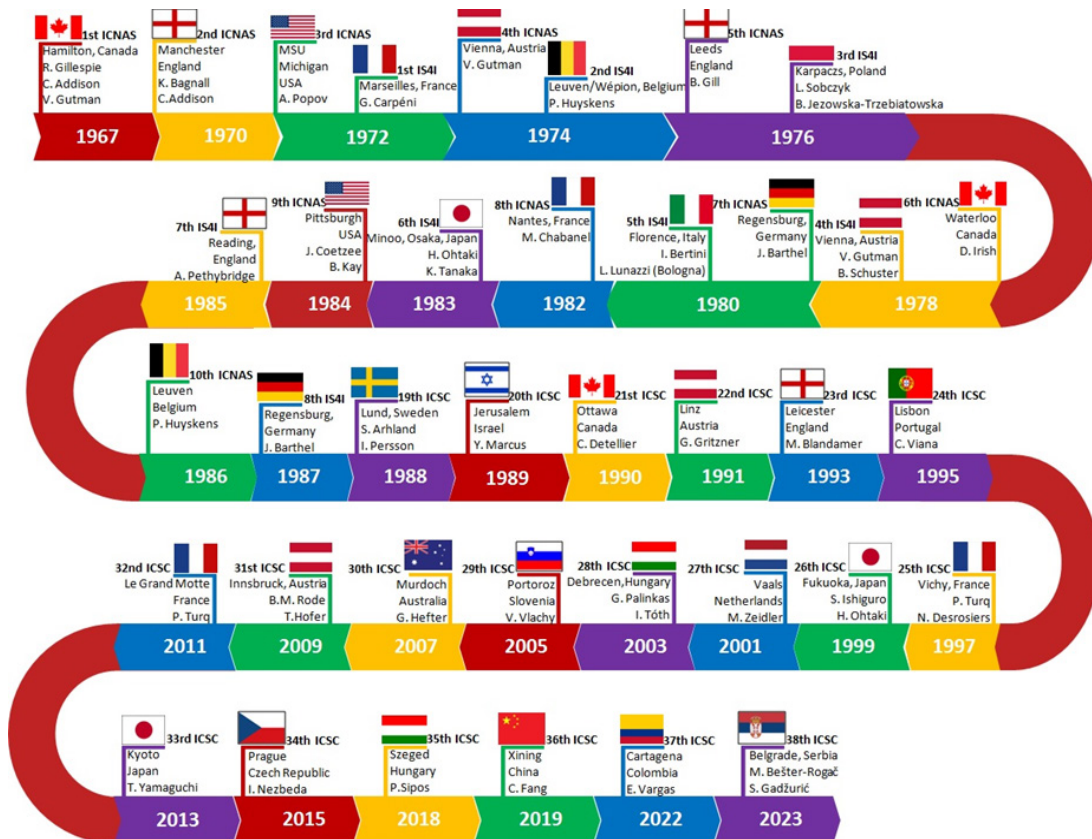 1st ICNAS
Hamilton, Canada
R. Gillespie
C. Addison
V. Gutman
1967
2nd ICNAS
Manchester
England
K. Bagnall
C.Addison
1970
3rd ICNAS
MSU
Michigan
USA
A. Popov
1st IS4I
Marseilles, France
G. Carpéni
1972
4th ICNAS
Vienna, Austria
V. Gutman
2nd IS4I
Leuven/Wépion, Belgium
P. Huyskens
1974
5th ICNAS
Leeds
England
B. Gill
3rd IS4I
Karpaczs, Poland
L. Sobczyk
B. Jezowska-Trzebiatowska
1976
6th ICNAS
Waterloo
Canada
D. Irish
4th IS4I
Vienna, Austria
V. Gutman
B. Schuster
1978
7th ICNAS
Regensburg,
Germany
J. Barthel
5th IS4I
Florence, Italy
I. Bertini
L. Lunazzi (Bologna)
1980
8th ICNAS
Nantes, France
M. Chabanel
1982
6th IS4I
Minoo, Osaka, Japan
H. Ohtaki
K. Tanaka
1983
9th ICNAS
Pittsburgh
USA
J. Coetzee
B. Kay
1984
7th IS4I
Reading,
England
A. Pethybridge
1985
10th ICNAS
Leuven
Belgium
P. Huyskens
1986
8th IS4I
Regensburg,
Germany
J. Barthel
1987
19th ICSC
Lund, Sweden
S. Arhland
I. Persson
1988
20th ICSC
Jerusalem
Israel
Y. Marcus
1989
21st ICSC
Ottawa
Canada
C. Detellier
1990
22nd ICSC
Linz
Austria
G. Gritzner
1991
23rd ICSC
Leicester
England
M. Blandamer
1993
24th ICSC
Lisbon
Portugal
C. Viana
1995
25th ICSC
Vichy, France
P. Turq
N. Desrosiers
1997
26th ICSC
Fukuoka, Japan
S. Ishiguro
H. Ohtaki
1999
27th ICSC
Vaals
Netherlands
M. Zeidler
2001
28th ICSC
Debrecen,Hungary
G. Palinkas
I. Tóth
2003
29th ICSC
Portoroz
Slovenia
V. Vlachy
2005
30th ICSC
Murdoch
Australia
G. Hefter
2007
31st ICSC
Innsbruck, Austria
B.M. Rode
T.Hofer
2009
32nd ICSC
Le Grand Motte
France
P. Turq
2011
33rd ICSC
Kyoto
Japan
T. Yamaguchi
2013
34th ICSC
Prague
Czech Republic
I. Nezbeda
2015
35th ICSC
Szeged
Hungary
P.Sipos
2018
36th ICSC
Xining
China
C. Fang
2019
37th ICSC
Cartagena
Colombia
E. Vargas
2022
38th ICSC
Belgrade, Serbia
M. Bešter-Rogač
S. Gadžurić
2023